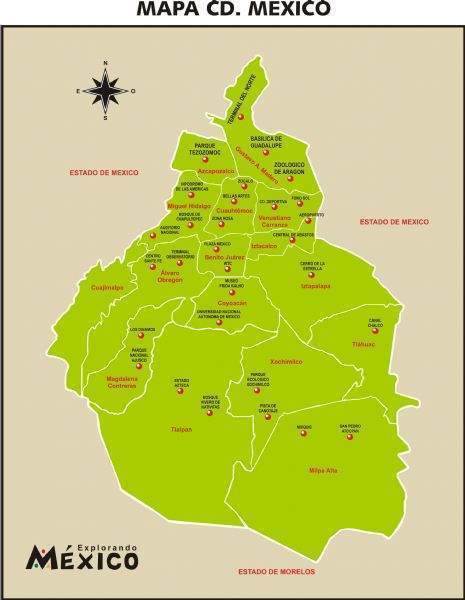 MAPA CD. MEXICO
N
E
O
S
TERMINAL DEL NORTE
BASILICA DE
GUADALUPE
PARQUE
TEZOZOMOC
Gustavo A. Madero
ZOOLOGICO
DE ARAGON
Azcapozalco
ESTADO DE MEXICO
ZOCALO
HIPODROMO
DE LAS AMERICAS
BELLAS ARTES
CD. DEPORTIVA
FORO SOL
Miguel Hidalgo
Cuauhtémoc
BOSQUE DE
CHAPULTEPEC
ZONA ROSA
Venustiano
Carranza
AEROPUERTO
ESTADO DE MEXICO
AUDITORIO
NACIONAL
CENTRAL DE ABASTOS
PLAZA MEXICO
Iztacalco
CENTRO
SANTA FE
TERMINAL
OBSERVATORIO
Benito Juárez
WTC
CERRO DE LA
ESTRELLA
Álvaro
Obregón
MUSEO
FRIDA KALHO
Cuajimalpa
Iztapalapa
Coyoacán
UNIVERSIDAD NACIONAL
AUTONOMA DE MEXICO
LOS DINAMOS
CANAL
CHALCO
Tláhuac
PARQUE
NACIONAL
AJUSCO
Xochimilco
Magdalena
Contreras
ESTADIO
AZTECA
PARQUE
ECOLOGICO
XOCHIMILCO
BOSQUE
VIVERO DE
NATIVITAS
PISTA DE
CANOTAJE
Tlalpan
MIXQUIC
SAN PEDRO
ATOCPAN
Milpa Alta
Explorando
MÉXICO
ESTADO DE MORELOS